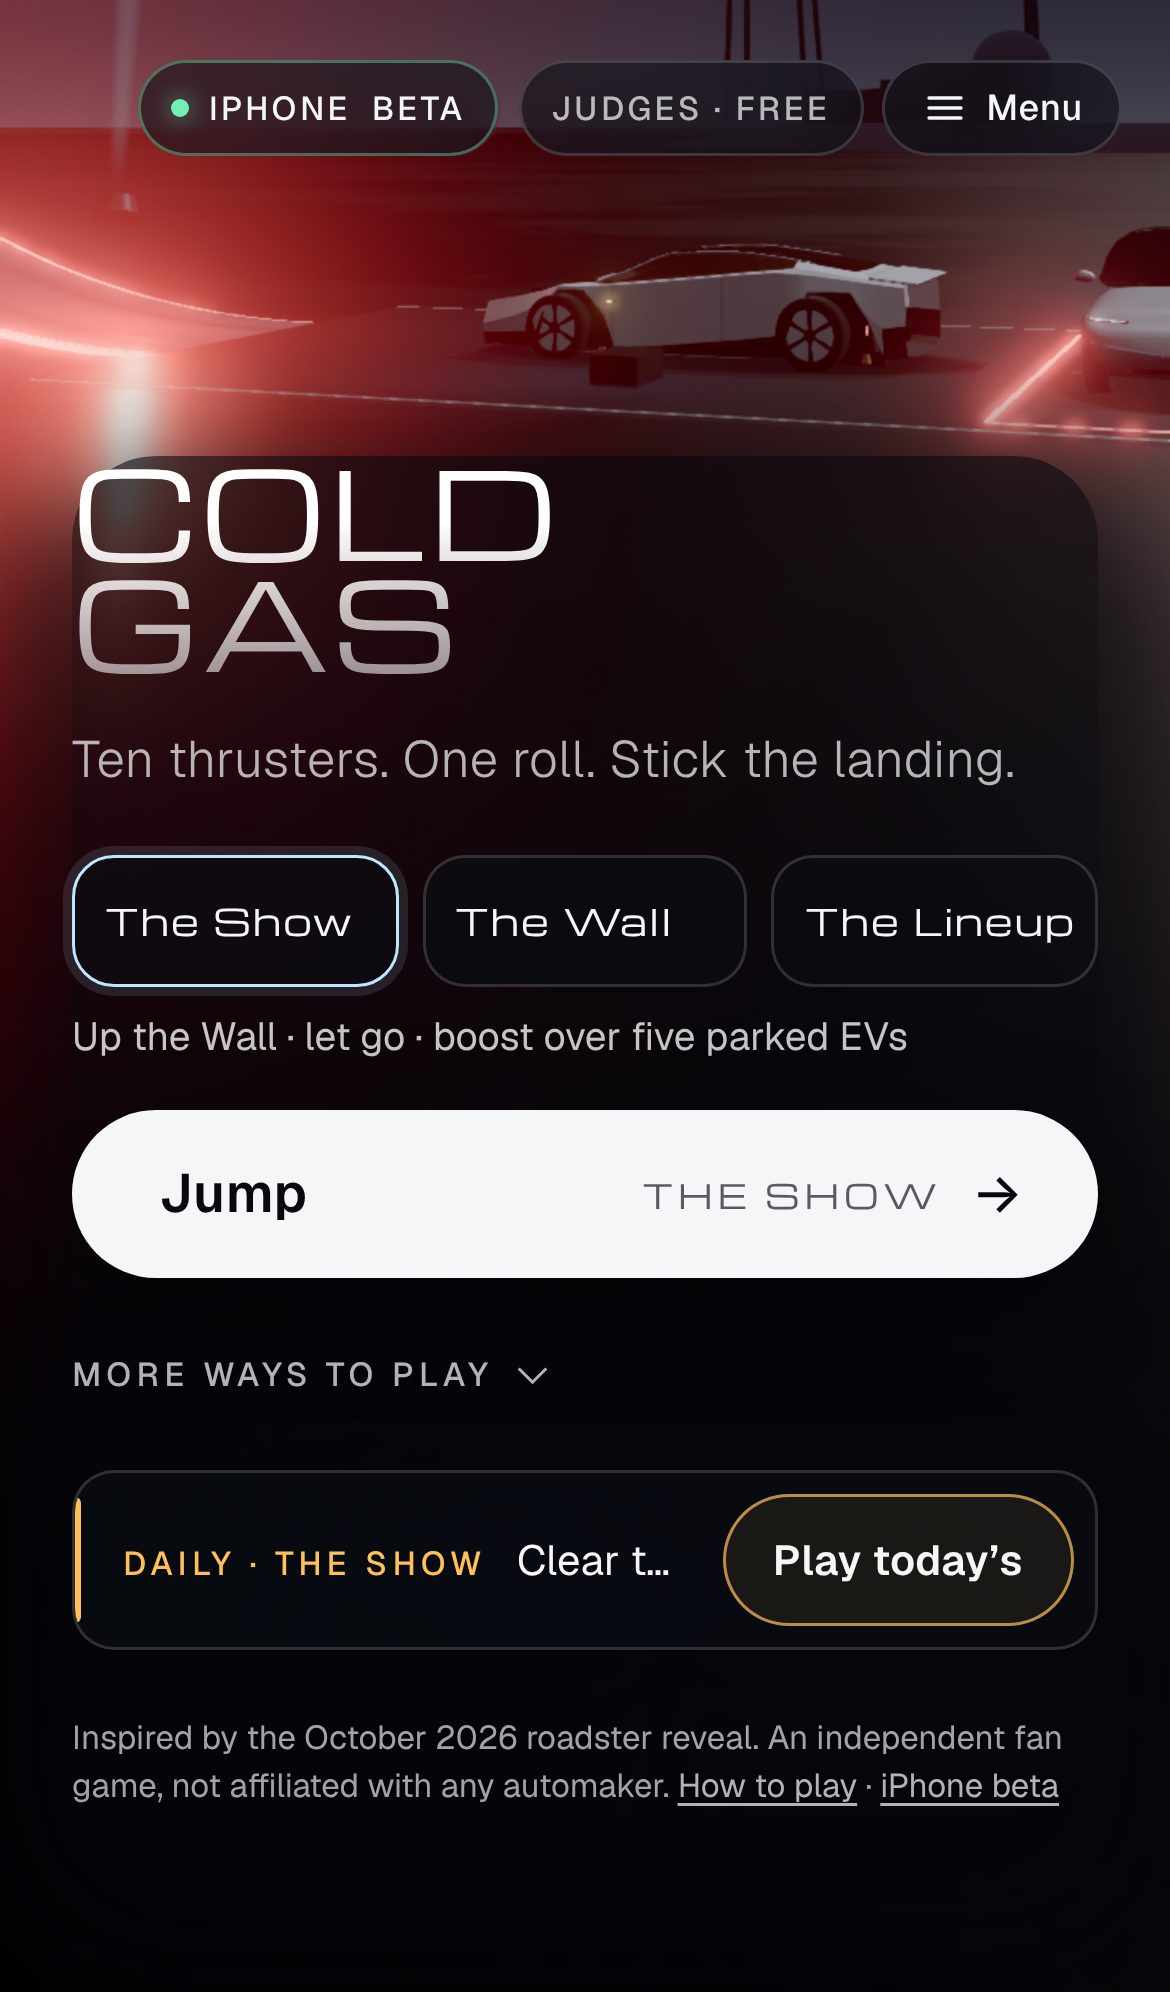 IPHONE BETA
JUDGES · FREE
Menu
COLD
GAS
Ten thrusters. One roll. Stick the landing.
The Show
The Wall
The Lineup
Up the Wall · let go · boost over five parked EVs
Jump
THE SHOW
MORE WAYS TO PLAY
DAILY · THE SHOW Clear t...
Play today’s
Inspired by the October 2026 roadster reveal. An independent fan
game, not affiliated with any automaker. How to play · iPhone beta